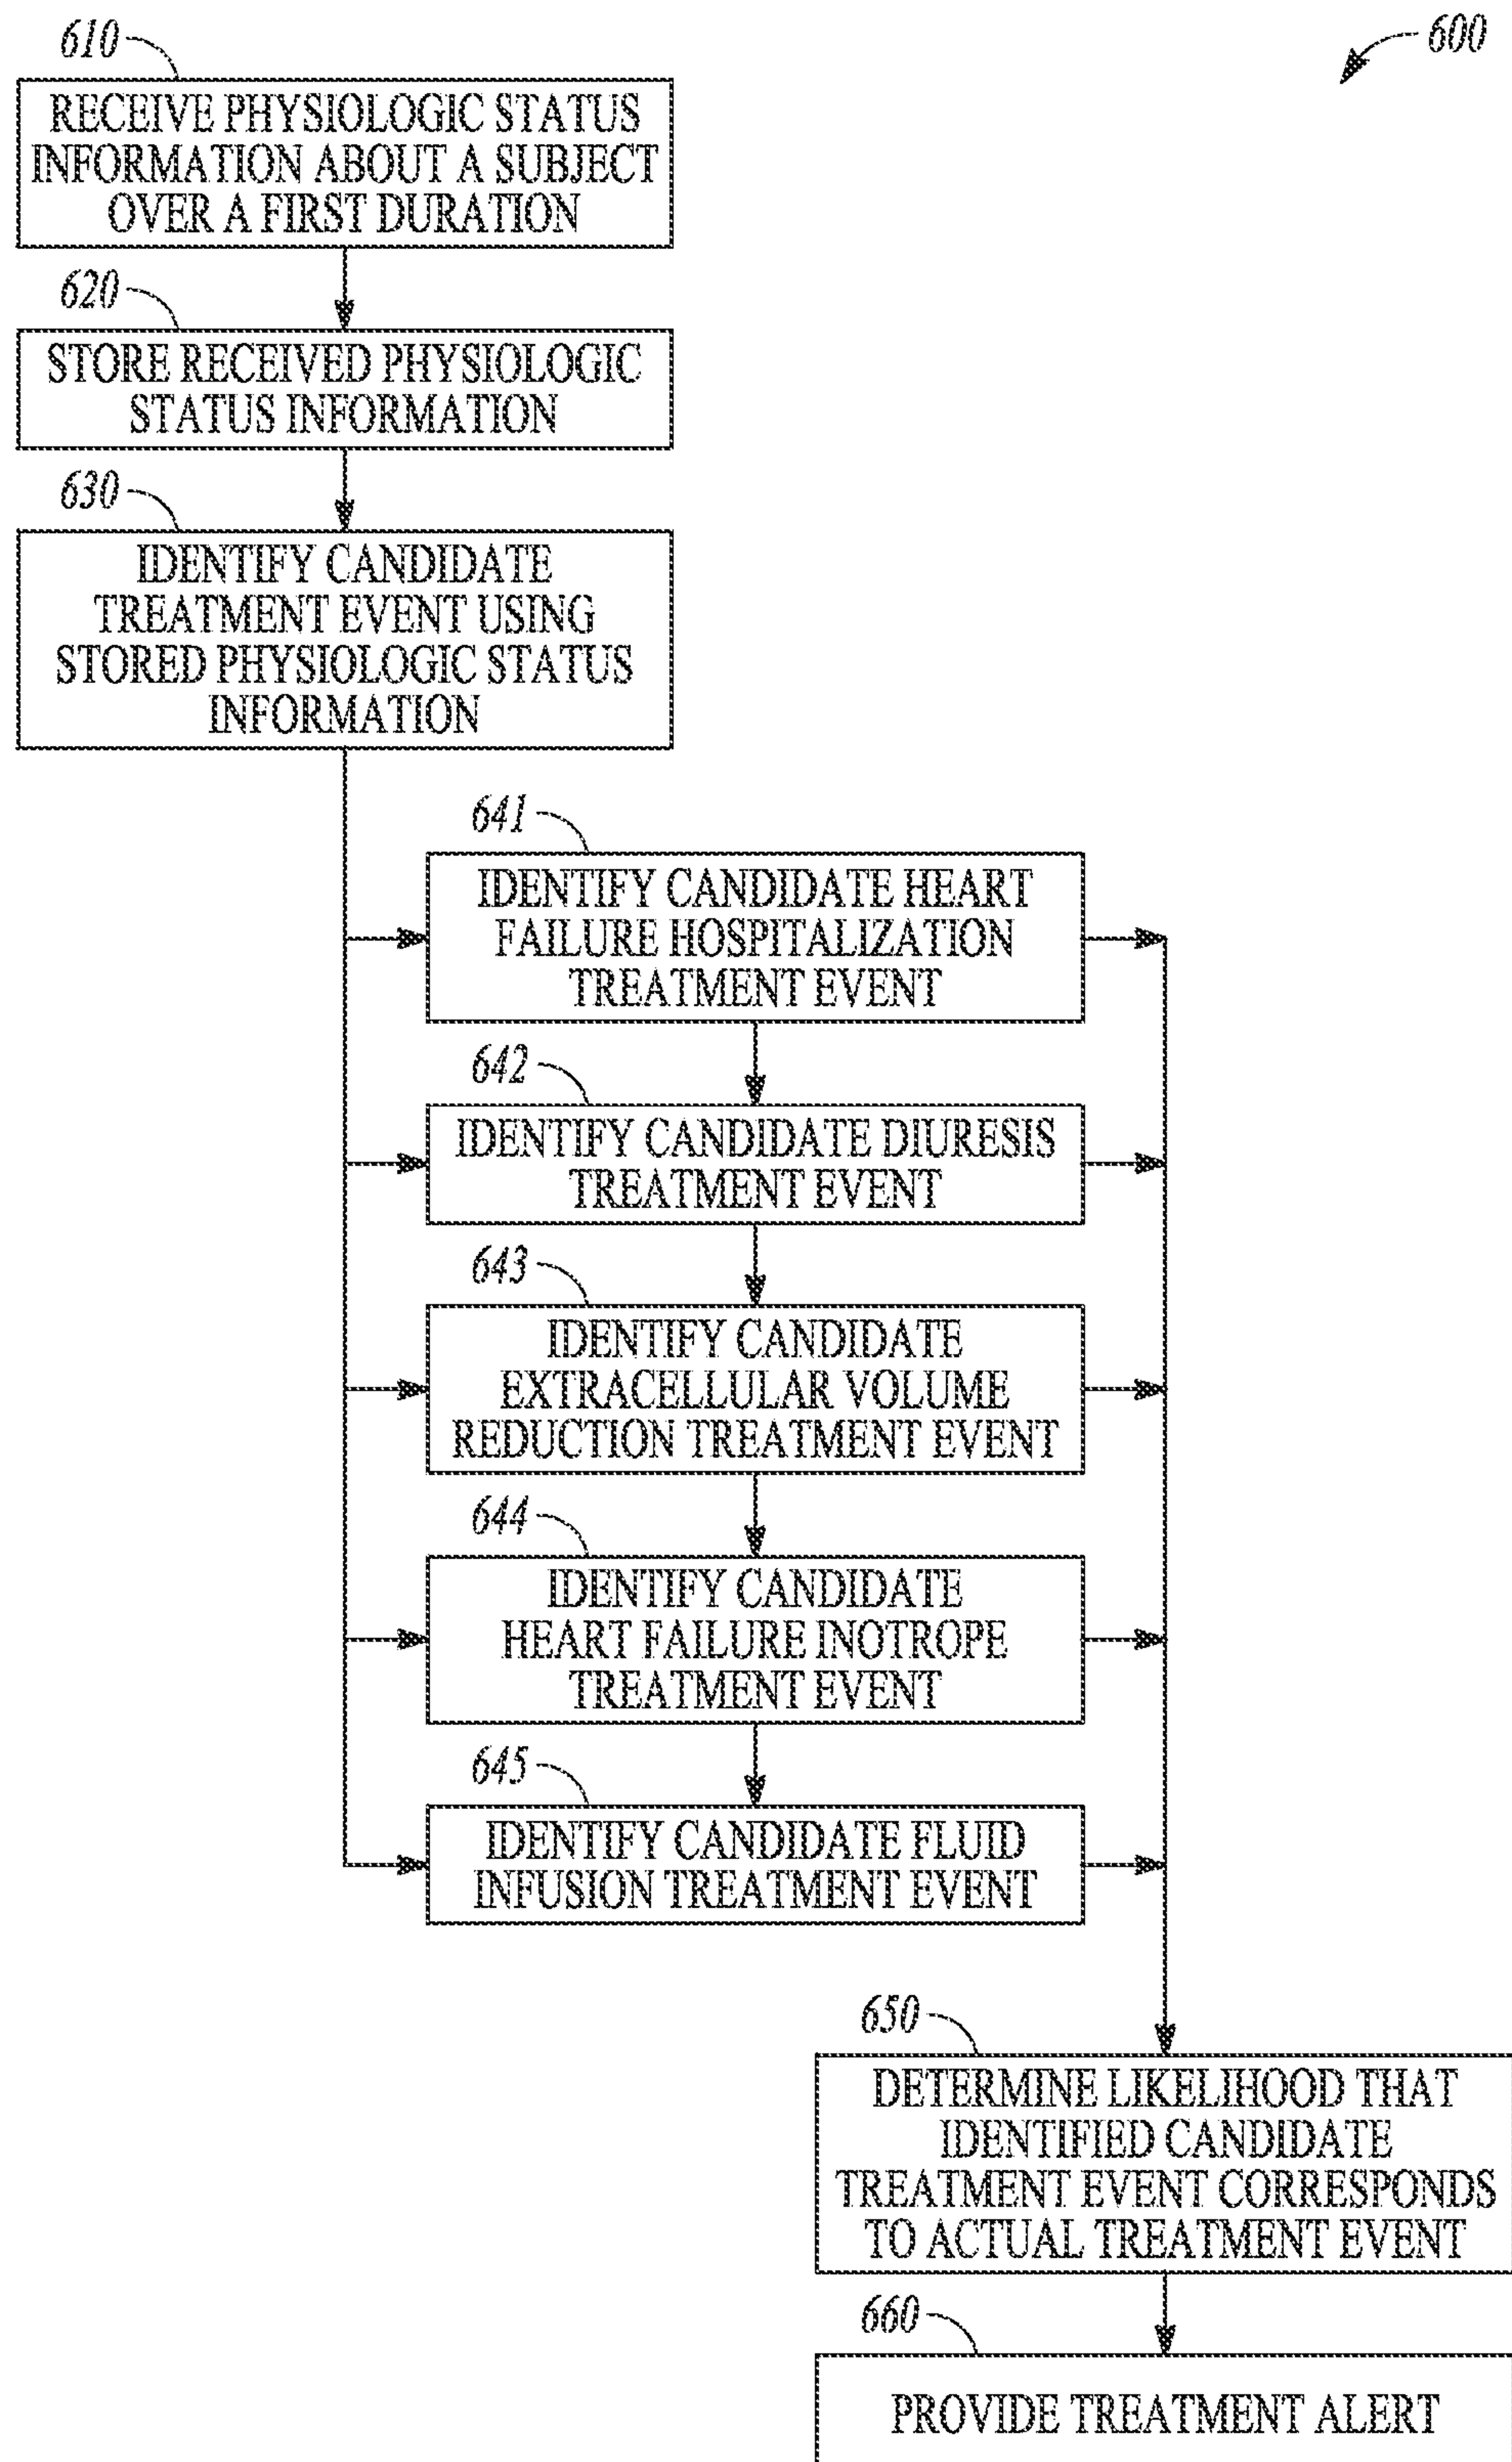 600
610
RECEIVE PHYSIOLOGIC STATUS
INFORMATION ABOUT A SUBJECT
OVER A FIRST DURATION
620
STORE RECEIVED PHYSIOLOGIC
STATUS INFORMATION
630
IDENTIFY CANDIDATE
TREATMENT EVENT USING
STORED PHYSIOLOGIC STATUS
INFORMATION
641
IDENTIFY CANDIDATE HEART
FAILURE HOSPITALIZATION
TREATMENT EVENT
642
IDENTIFY CANDIDATE DIURESIS
TREATMENT EVENT
643
IDENTIFY CANDIDATE
EXTRACELLULAR VOLUME
REDUCTION TREATMENT EVENT
644
IDENTIFY CANDIDATE
HEART FAILURE INOTROPE
TREATMENT EVENT
645
IDENTIFY CANDIDATE FLUID
INFUSION TREATMENT EVENT
650
DETERMINE LIKELIHOOD THAT
IDENTIFIED CANDIDATE
TREATMENT EVENT CORRESPONDS
TO ACTUAL TREATMENT EVENT
660
PROVIDE TREATMENT ALERT